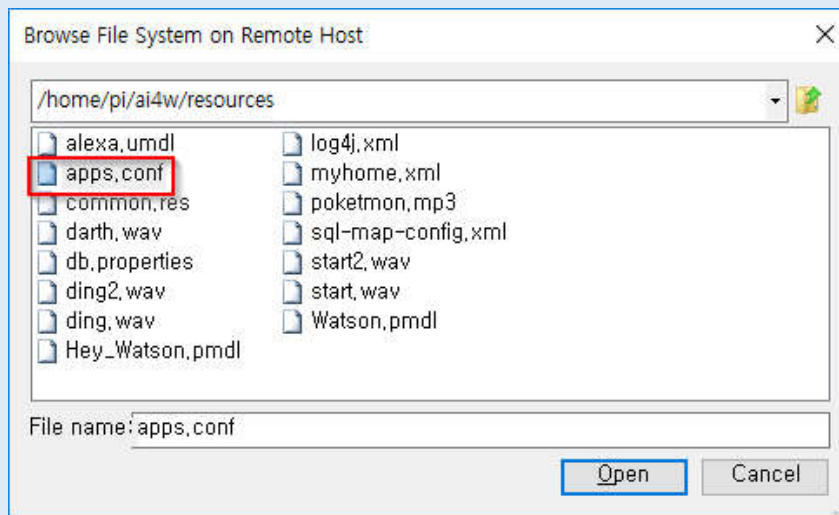 Browse File System on Remote Host
/home/pi/ai4w/resources
alexa.umdl
apps.conf
common.res
darth.wav
db.properties
ding2.wav
ding.wav
Hey_Watson.pmdl
log4j.xml
myhome.xml
poketmon.mp3
sql-map-config.xml
start2.wav
start.wav
Watson.pmdl
File name: apps.conf
Open Cancel